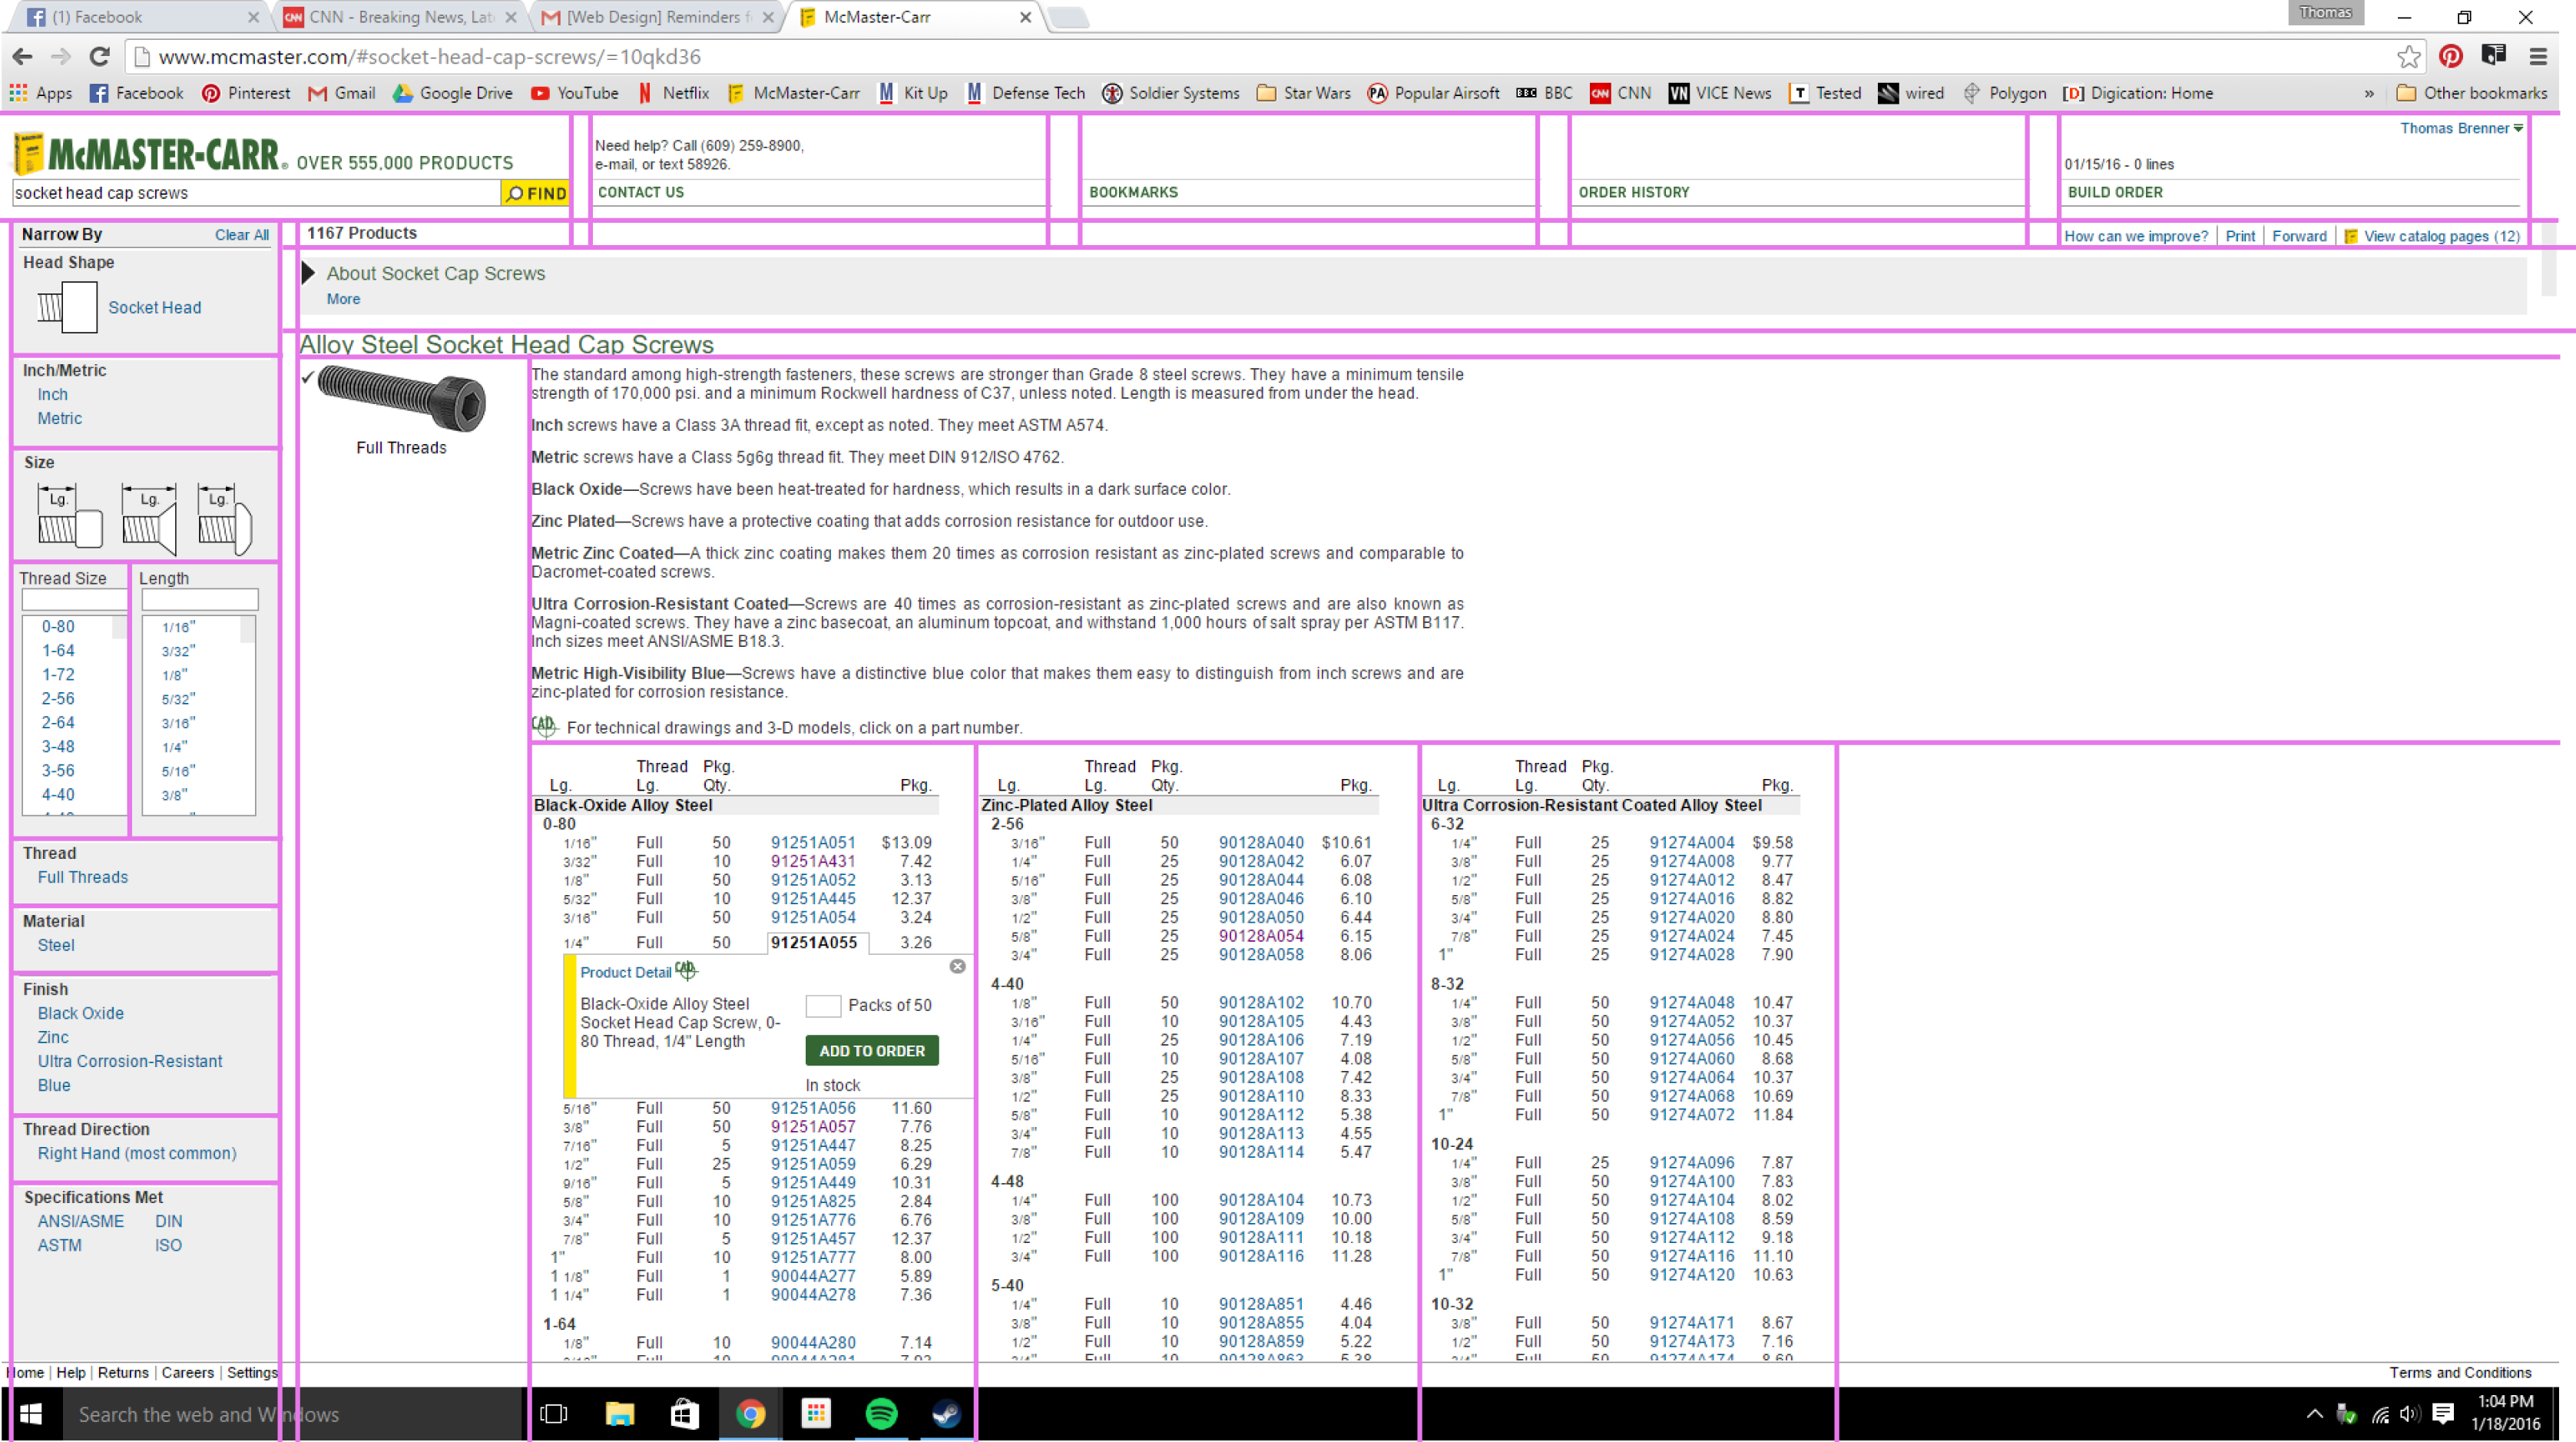 (1) Facebook
CNN - Breaking News, Lat
[Web Design] Reminders f
McMaster-Carr
Thomas
www.mcmaster.com/#socket-head-cap-screws/=10qkd36
Apps Facebook Pinterest Gmail Google Drive YouTube Netflix McMaster-Carr Kit Up Defense Tech Soldier Systems Star Wars Popular Airsoft BBC CNN VICE News Tested wired Polygon [D] Digication: Home » Other bookmarks
McMASTER-CARR. OVER 555,000 PRODUCTS
socket head cap screws FIND
Need help? Call (609) 259-8900,
e-mail, or text 58926.
CONTACT US
BOOKMARKS
ORDER HISTORY
Thomas Brenner
01/15/16 - 0 lines
BUILD ORDER
Narrow By Clear All
Head Shape
Socket Head
Inch/Metric
Inch
Metric
Size
Lg. Lg. Lg.
Thread Size Length
0-80 1/16"
1-64 3/32"
1-72 1/8"
2-56 5/32"
2-64 3/16"
3-48 1/4"
3-56 5/16"
4-40 3/8"
Thread
Full Threads
Material
Steel
Finish
Black Oxide
Zinc
Ultra Corrosion-Resistant
Blue
Thread Direction
Right Hand (most common)
Specifications Met
ANSI/ASME DIN
ASTM ISO
1167 Products
How can we improve? Print Forward View catalog pages (12)
About Socket Cap Screws
More
Alloy Steel Socket Head Cap Screws
Full Threads
The standard among high-strength fasteners, these screws are stronger than Grade 8 steel screws. They have a minimum tensile
strength of 170,000 psi. and a minimum Rockwell hardness of C37, unless noted. Length is measured from under the head.
Inch screws have a Class 3A thread fit, except as noted. They meet ASTM A574.
Metric screws have a Class 5g6g thread fit. They meet DIN 912/ISO 4762.
Black Oxide—Screws have been heat-treated for hardness, which results in a dark surface color.
Zinc Plated—Screws have a protective coating that adds corrosion resistance for outdoor use.
Metric Zinc Coated—A thick zinc coating makes them 20 times as corrosion resistant as zinc-plated screws and comparable to
Dacromet-coated screws.
Ultra Corrosion-Resistant Coated—Screws are 40 times as corrosion-resistant as zinc-plated screws and are also known as
Magni-coated screws. They have a zinc basecoat, an aluminum topcoat, and withstand 1,000 hours of salt spray per ASTM B117.
Inch sizes meet ANSI/ASME B18.3.
Metric High-Visibility Blue—Screws have a distinctive blue color that makes them easy to distinguish from inch screws and are
zinc-plated for corrosion resistance.
CAD For technical drawings and 3-D models, click on a part number.
Thread Pkg.
Lg. Lg. Qty. Pkg.
Black-Oxide Alloy Steel
0-80
1/16" Full 50 91251A051 $13.09
3/32" Full 10 91251A431 7.42
1/8" Full 50 91251A052 3.13
5/32" Full 10 91251A445 12.37
3/16" Full 50 91251A054 3.24
1/4" Full 50 91251A055 3.26
Product Detail CAD
Black-Oxide Alloy Steel
Socket Head Cap Screw, 0-
80 Thread, 1/4" Length
Packs of 50
ADD TO ORDER
In stock
5/16" Full 50 91251A056 11.60
3/8" Full 50 91251A057 7.76
7/16" Full 5 91251A447 8.25
1/2" Full 25 91251A059 6.29
9/16" Full 5 91251A449 10.31
5/8" Full 10 91251A825 2.84
3/4" Full 10 91251A776 6.76
7/8" Full 5 91251A457 12.37
1" Full 10 91251A777 8.00
1 1/8" Full 1 90044A277 5.89
1 1/4" Full 1 90044A278 7.36
1-64
1/8" Full 10 90044A280 7.14
Thread Pkg.
Lg. Lg. Qty. Pkg.
Zinc-Plated Alloy Steel
2-56
3/16" Full 50 90128A040 $10.61
1/4" Full 25 90128A042 6.07
5/16" Full 25 90128A044 6.08
3/8" Full 25 90128A046 6.10
1/2" Full 25 90128A050 6.44
5/8" Full 25 90128A054 6.15
3/4" Full 25 90128A058 8.06
4-40
1/8" Full 50 90128A102 10.70
3/16" Full 10 90128A105 4.43
1/4" Full 25 90128A106 7.19
5/16" Full 10 90128A107 4.08
3/8" Full 25 90128A108 7.42
1/2" Full 25 90128A110 8.33
5/8" Full 10 90128A112 5.38
3/4" Full 10 90128A113 4.55
7/8" Full 10 90128A114 5.47
4-48
1/4" Full 100 90128A104 10.73
3/8" Full 100 90128A109 10.00
1/2" Full 100 90128A111 10.18
3/4" Full 100 90128A116 11.28
5-40
1/4" Full 10 90128A851 4.46
3/8" Full 10 90128A855 4.04
1/2" Full 10 90128A859 5.22
3/4" Full 10 90128A863 5.38
Thread Pkg.
Lg. Lg. Qty. Pkg.
Ultra Corrosion-Resistant Coated Alloy Steel
6-32
1/4" Full 25 91274A004 $9.58
3/8" Full 25 91274A008 9.77
1/2" Full 25 91274A012 8.47
5/8" Full 25 91274A016 8.82
3/4" Full 25 91274A020 8.80
7/8" Full 25 91274A024 7.45
1" Full 25 91274A028 7.90
8-32
1/4" Full 50 91274A048 10.47
3/8" Full 50 91274A052 10.37
1/2" Full 50 91274A056 10.45
5/8" Full 50 91274A060 8.68
3/4" Full 50 91274A064 10.37
7/8" Full 50 91274A068 10.69
1" Full 50 91274A072 11.84
10-24
1/4" Full 25 91274A096 7.87
3/8" Full 50 91274A100 7.83
1/2" Full 50 91274A104 8.02
5/8" Full 50 91274A108 8.59
3/4" Full 50 91274A112 9.18
7/8" Full 50 91274A116 11.10
1" Full 50 91274A120 10.63
10-32
3/8" Full 50 91274A171 8.67
1/2" Full 50 91274A173 7.16
3/4" Full 50 91274A174 8.60
Home | Help | Returns | Careers | Settings
Terms and Conditions
Search the web and Windows
1:04 PM
1/18/2016